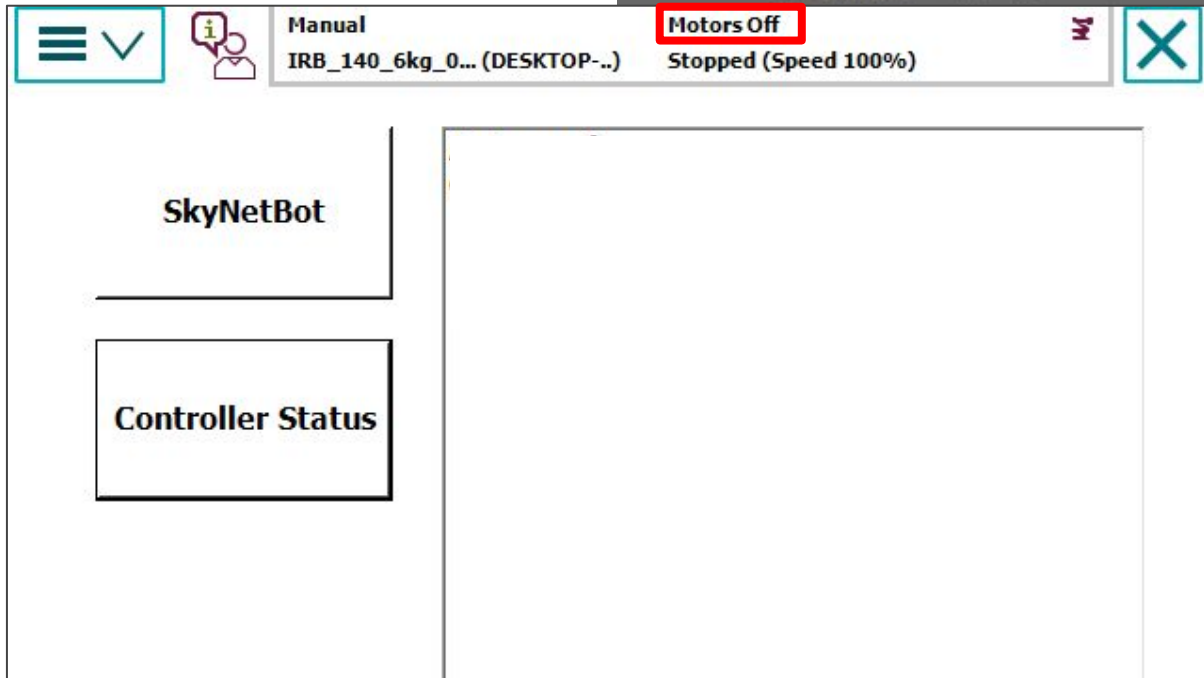 Manual
Motors Off
IRB_140_6kg_0... (DESKTOP-..)
Stopped (Speed 100%)
SkyNetBot
Controller Status